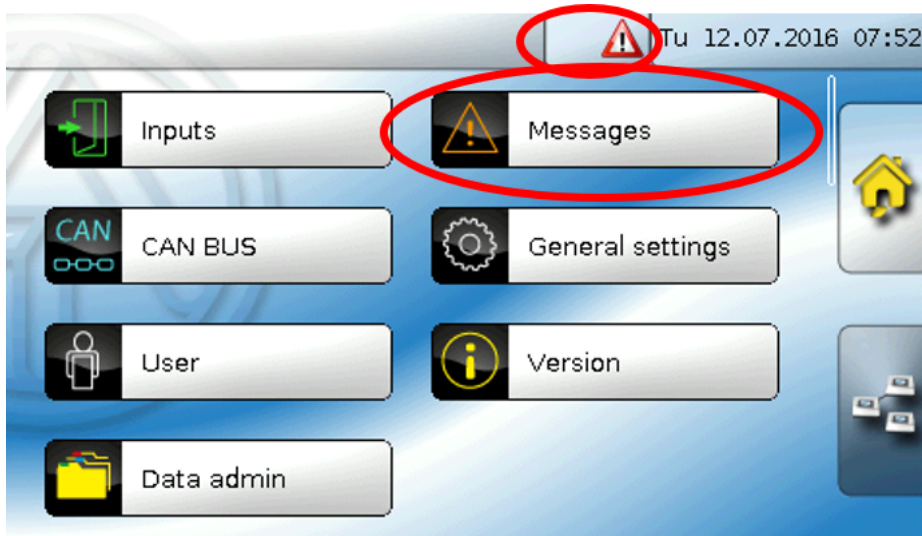 Tu 12.07.2016 07:52
Inputs
Messages
CAN
CAN BUS
General settings
User
Version
Data admin